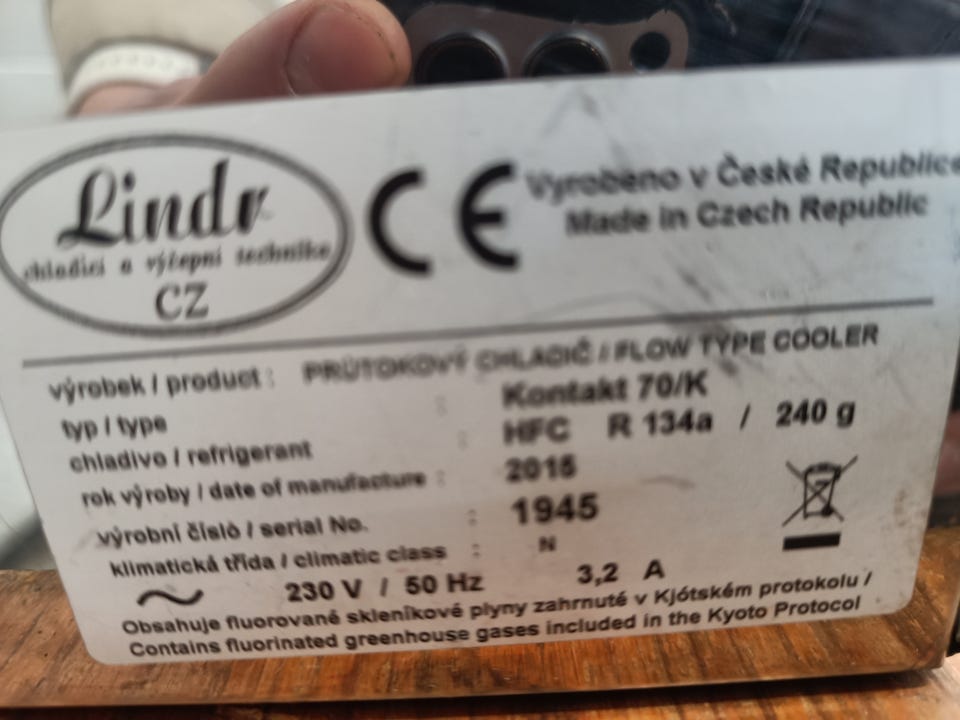 Lindr
chladicí a výčepní technika
CZ
CE
Vyrobeno v České Republice
Made in Czech Republic
výrobek / product : PRŮTOKOVÝ CHLADIČ / FLOW TYPE COOLER
typ / type : Kontakt 70/K
chladivo / refrigerant : HFC R 134a / 240 g
rok výroby / date of manufacture : 2015
výrobní číslo / serial No. : 1945
klimatická třída / climatic class : N
~ 230 V / 50 Hz 3,2 A
Obsahuje fluorované skleníkové plyny zahrnuté v Kjótském protokolu /
Contains fluorinated greenhouse gases included in the Kyoto Protocol